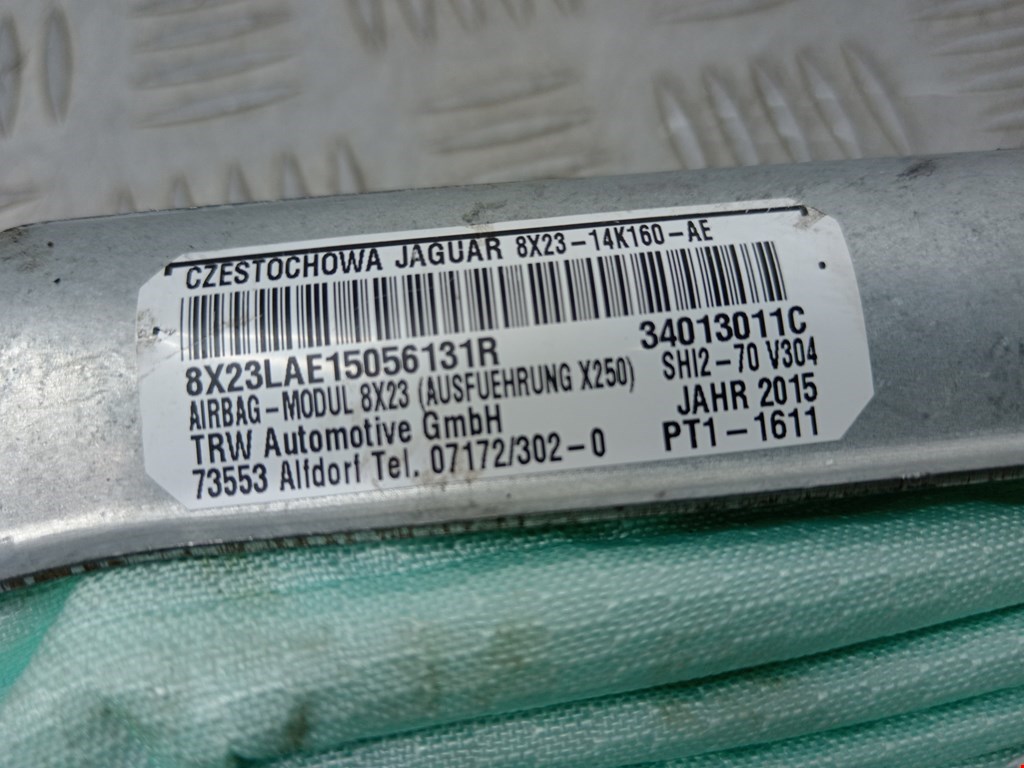 CZESTOCHOWA JAGUAR 8X23-14K160-AE
8X23LAE15056131R 34013011C
AIRBAG-MODUL 8X23 (AUSFUEHRUNG X250) SHI2-70 V304
TRW Automotive GmbH JAHR 2015
73553 Alfdorf Tel. 07172/302-0 PT1-1611